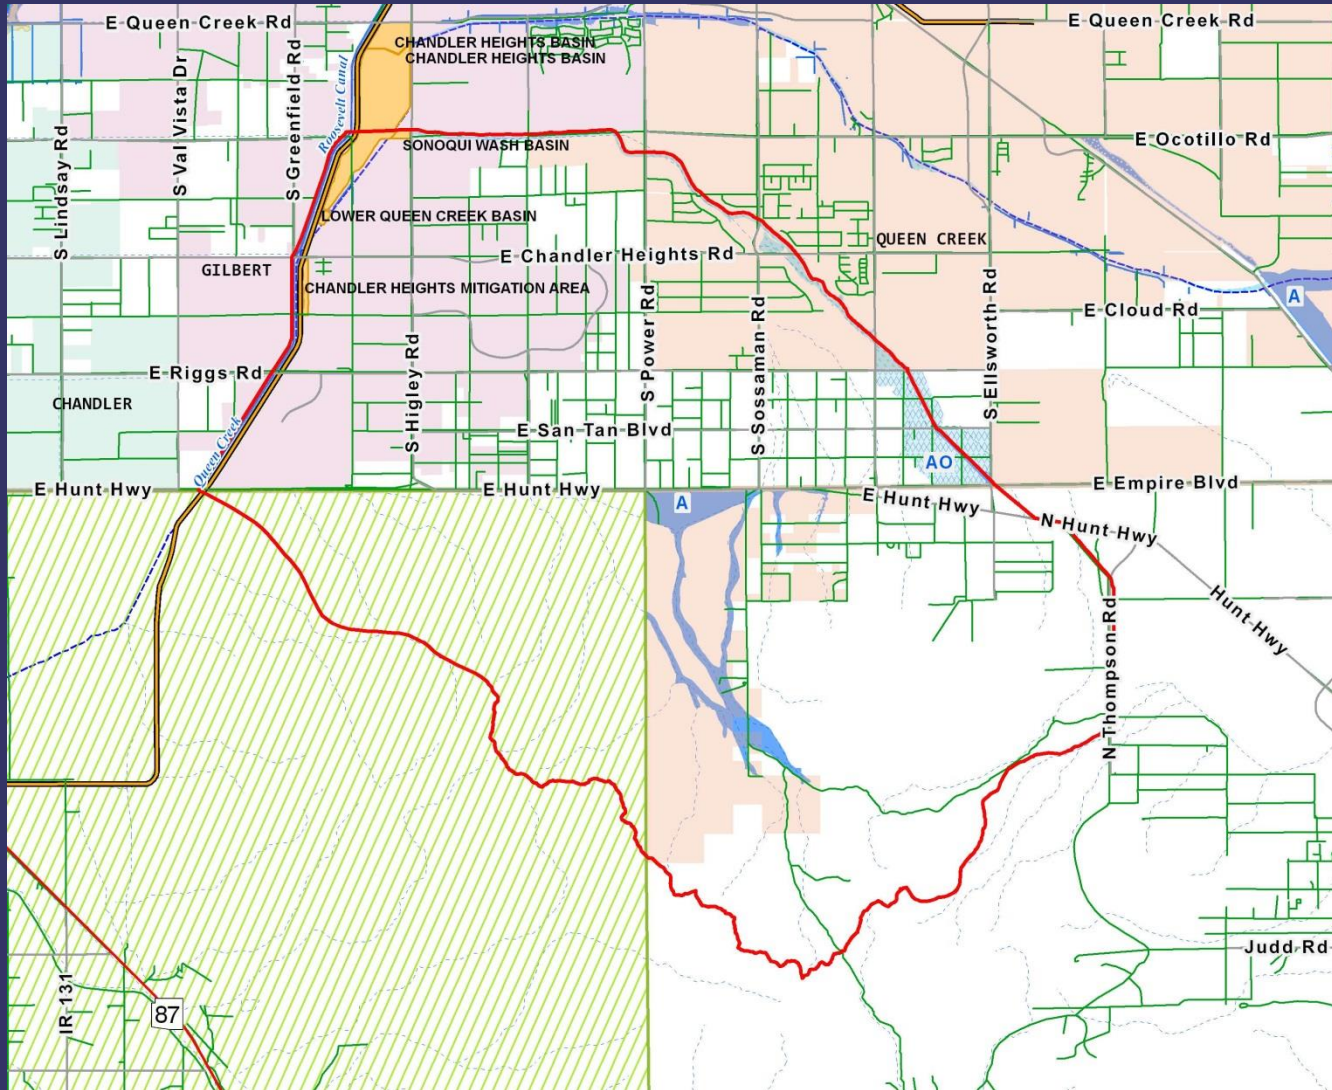 E Queen Creek Rd
E Queen Creek Rd
CHANDLER HEIGHTS BASIN
CHANDLER HEIGHTS BASIN
S Lindsay Rd
S Val Vista Dr
S Greenfield Rd
Roosevelt Canal
SONOQUI WASH BASIN
E Ocotillo Rd
LOWER QUEEN CREEK BASIN
QUEEN CREEK
E Chandler Heights Rd
GILBERT
CHANDLER HEIGHTS MITIGATION AREA
A
E Cloud Rd
S Higley Rd
S Power Rd
S Sossaman Rd
S Ellsworth Rd
E Riggs Rd
CHANDLER
E San Tan Blvd
Queen Creek
AO
E Hunt Hwy
E Hunt Hwy
E Empire Blvd
A
E Hunt Hwy
N Hunt Hwy
Hunt Hwy
N Thompson Rd
Judd Rd
IR 131
87